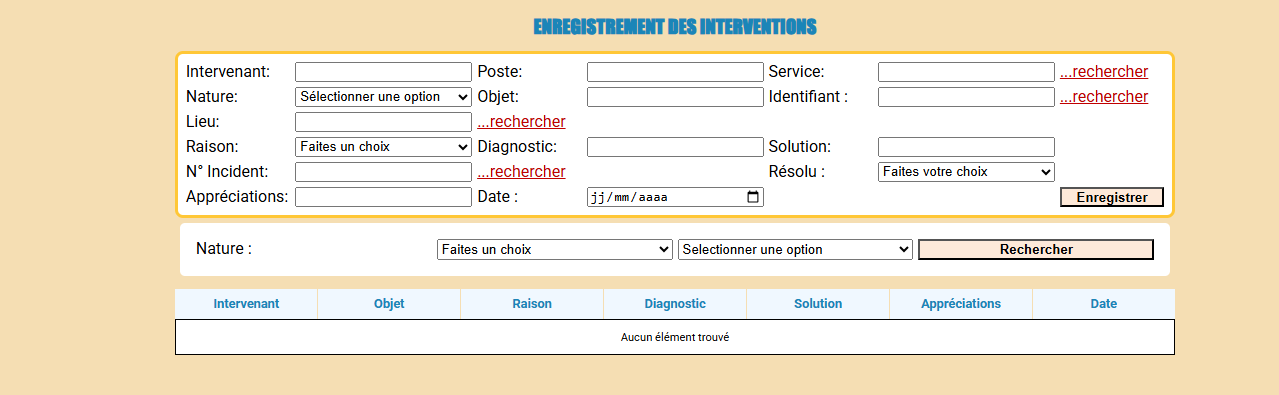 ENREGISTREMENT DES INTERVENTIONS
Intervenant: Poste: Service: ...rechercher
Nature: Sélectionner une option Objet: Identifiant : ...rechercher
Lieu: ...rechercher
Raison: Faites un choix Diagnostic: Solution:
N° Incident: ...rechercher Résolu : Faites votre choix
Appréciations: Date : jj/mm/aaaa Enregistrer
Nature : Faites un choix Selectionner une option Rechercher
Intervenant Objet Raison Diagnostic Solution Appréciations Date
Aucun élément trouvé